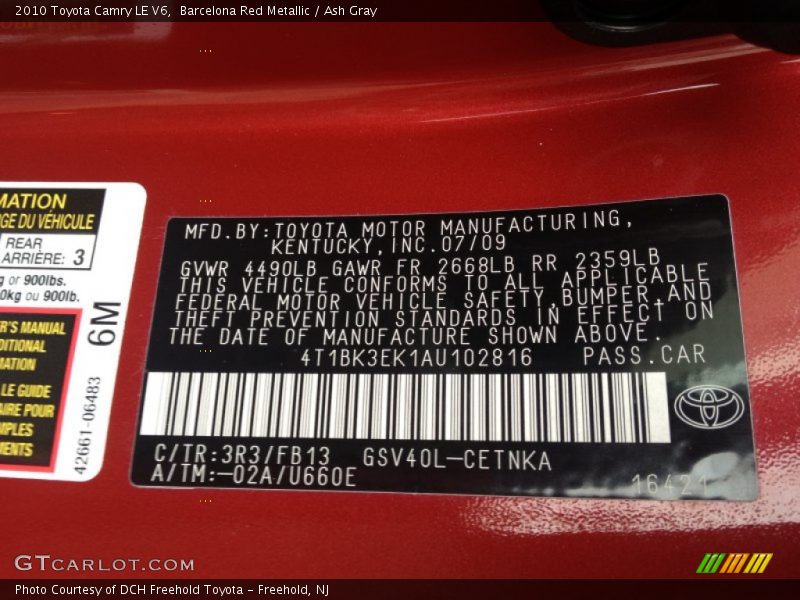 2010 Toyota Camry LE V6,  Barcelona Red Metallic / Ash Gray
MATION
GE DU VÉHICULE
REAR
ARRIÈRE: 3
or 900lbs.
0kg ou 900lb.
6M
R'S MANUAL
DITIONAL
MATION
LE GUIDE
AIRE POUR
MPLES
MENTS
42661-06483
MFD.BY:TOYOTA MOTOR MANUFACTURING,
KENTUCKY,INC.07/09
GVWR 4490LB GAWR FR 2668LB RR 2359LB
THIS VEHICLE CONFORMS TO ALL APPLICABLE
FEDERAL MOTOR VEHICLE SAFETY,BUMPER,AND
THEFT PREVENTION STANDARDS IN EFFECT ON
THE DATE OF MANUFACTURE SHOWN ABOVE.
4T1BK3EK1AU102816 PASS.CAR
C/TR:3R3/FB13 GSV40L-CETNKA
A/TM:-02A/U660E
16421
GTCARLOT.COM
Photo Courtesy of DCH Freehold Toyota - Freehold, NJ